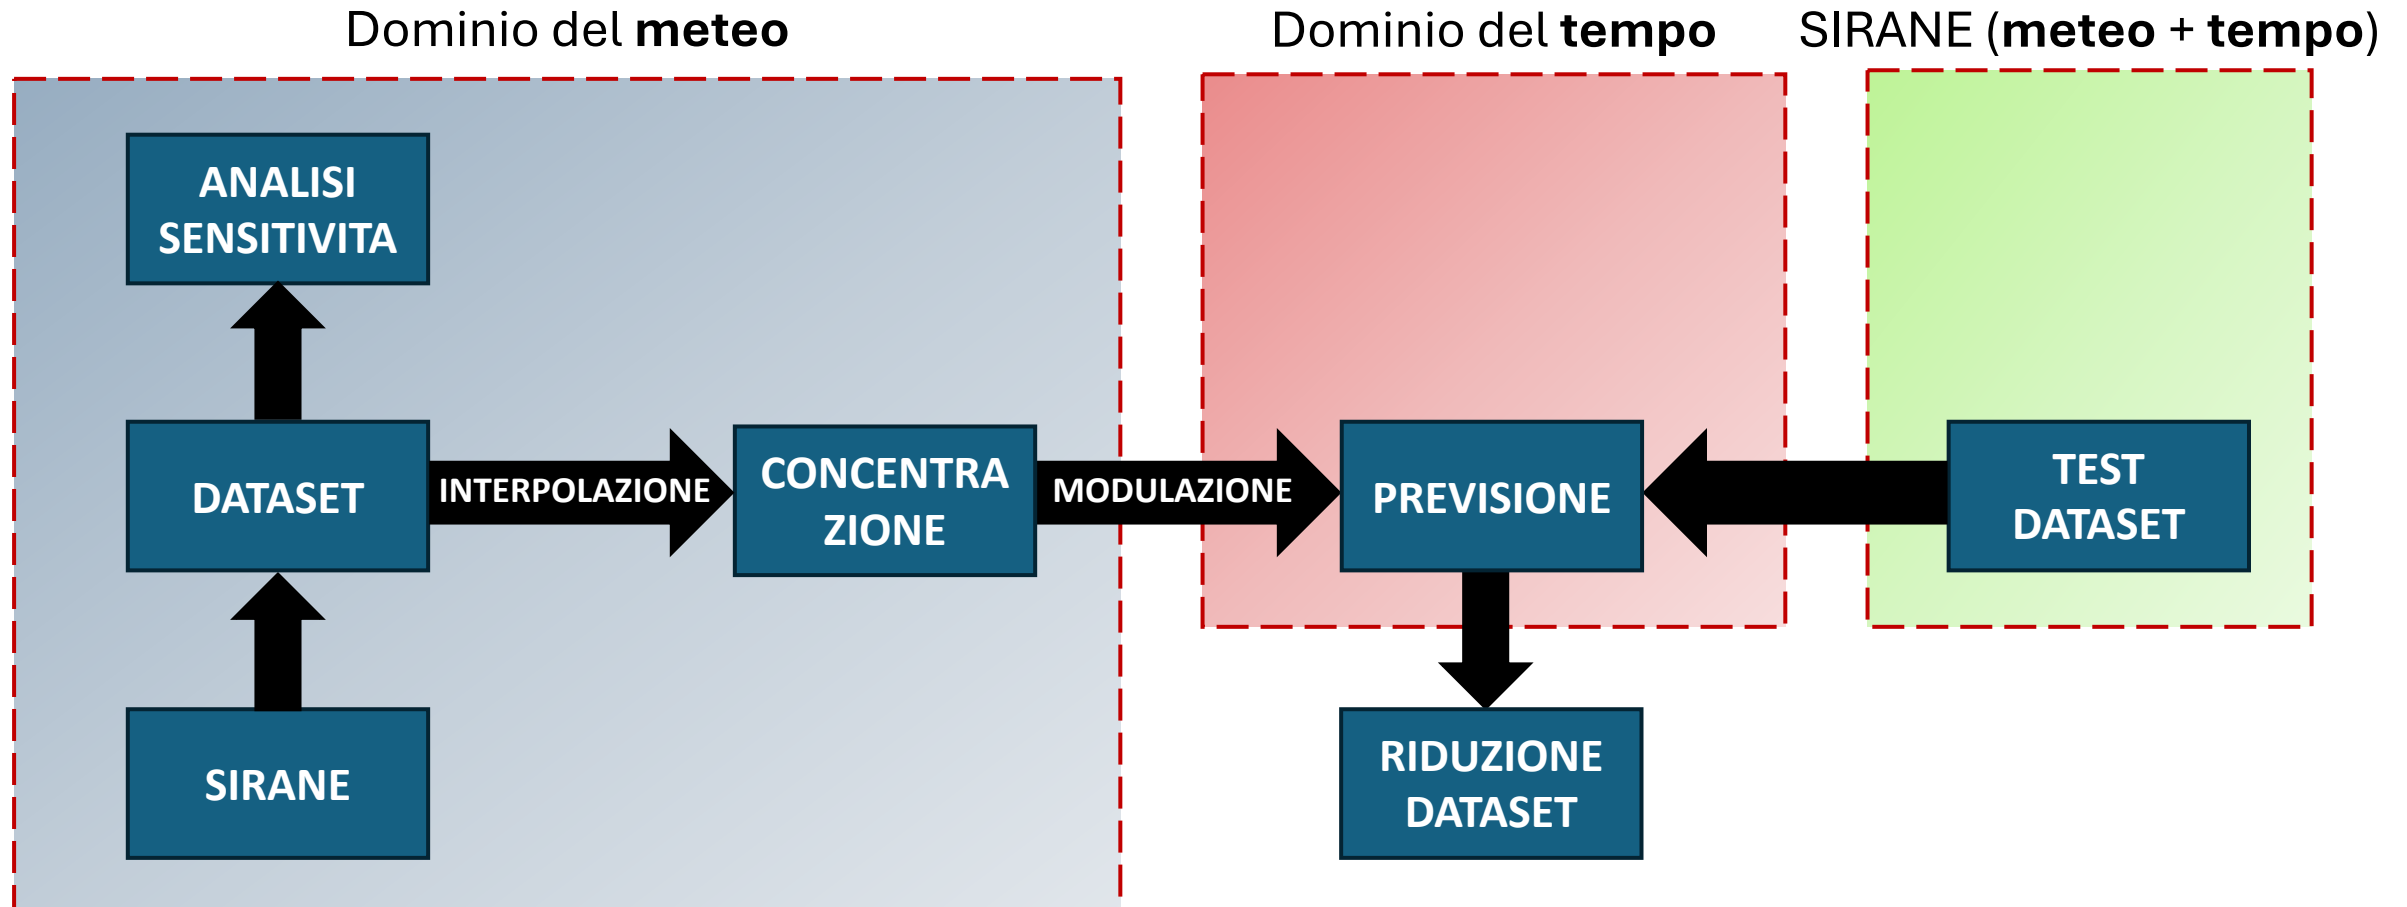 Dominio del meteo
Dominio del tempo
SIRANE (meteo + tempo)
ANALISI
SENSITIVITA
DATASET
INTERPOLAZIONE
CONCENTRA
ZIONE
MODULAZIONE
PREVISIONE
TEST
DATASET
SIRANE
RIDUZIONE
DATASET